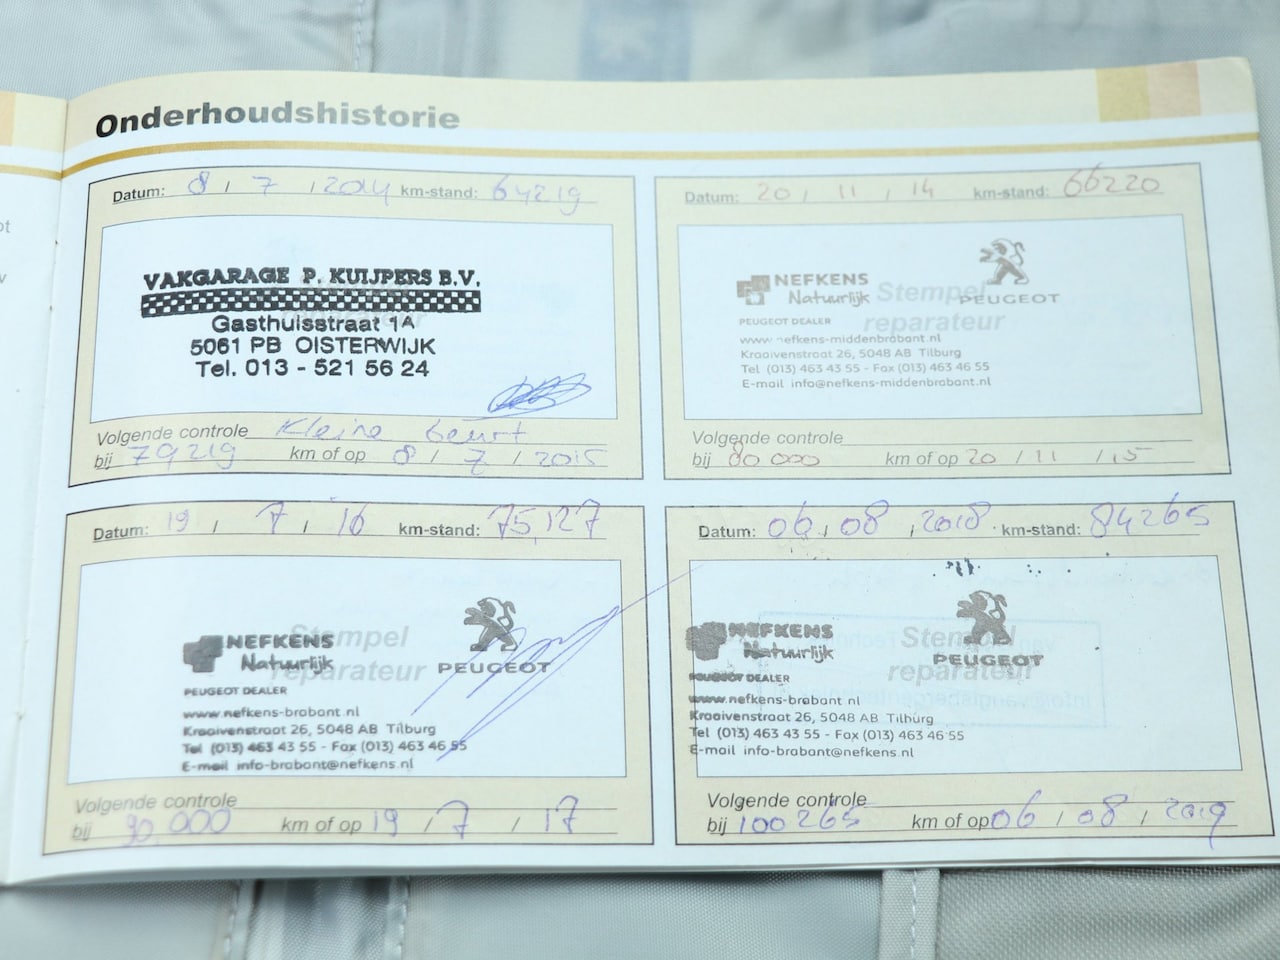 Onderhoudshistorie
Datum: 8 / 7 / 2014 km-stand: 64219
VAKGARAGE P. KUIJPERS B.V.
Gasthuisstraat 1A
5061 PB OISTERWIJK
Tel. 013 - 521 56 24
Volgende controle Kleine beurt
bij 79219 km of op 8 / 7 / 2015
Datum: 20 / 11 / 14 km-stand: 66220
NEFKENS
Natuurlijk
Stempel
reparateur
PEUGEOT
PEUGEOT DEALER
www.nefkens-middenbrabant.nl
Kraaivenstraat 26, 5048 AB Tilburg
Tel (013) 463 43 55 - Fax (013) 463 46 55
E-mail info@nefkens-middenbrabant.nl
Volgende controle
bij 80.000 km of op 20 / 11 / 15
Datum: 19 / 7 / 16 km-stand: 75,127
NEFKENS
Natuurlijk
Stempel
reparateur
PEUGEOT
PEUGEOT DEALER
www.nefkens-brabant.nl
Kraaivenstraat 26, 5048 AB Tilburg
Tel (013) 463 43 55 - Fax (013) 463 46 55
E-mail info-brabant@nefkens.nl
Volgende controle
bij 90.000 km of op 19 / 7 / 17
Datum: 06 / 08 / 2018 km-stand: 84265
NEFKENS
Natuurlijk
Stempel
reparateur
PEUGEOT
PEUGEOT DEALER
www.nefkens-brabant.nl
Kraaivenstraat 26, 5048 AB Tilburg
Tel (013) 463 43 55 - Fax (013) 463 46 55
E-mail info-brabant@nefkens.nl
Volgende controle
bij 100265 km of op 06 / 08 / 2019